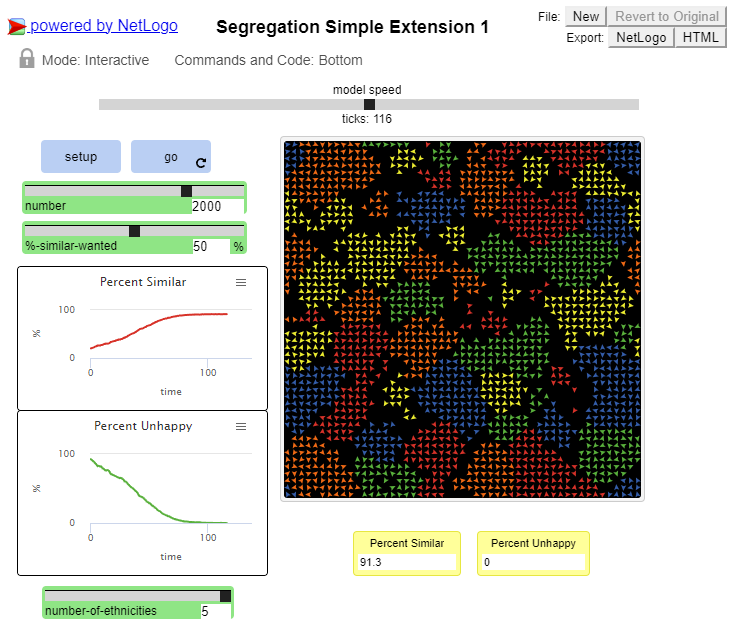 powered by NetLogo
Segregation Simple Extension 1
File: New Revert to Original
Export: NetLogo HTML
Mode: Interactive Commands and Code: Bottom
model speed
ticks: 116
setup
go
number 2000
%-similar-wanted 50 %
Percent Similar
100
%
0
0 100
time
Percent Unhappy
100
%
0
0 100
time
Percent Similar
91.3
Percent Unhappy
0
number-of-ethnicities 5